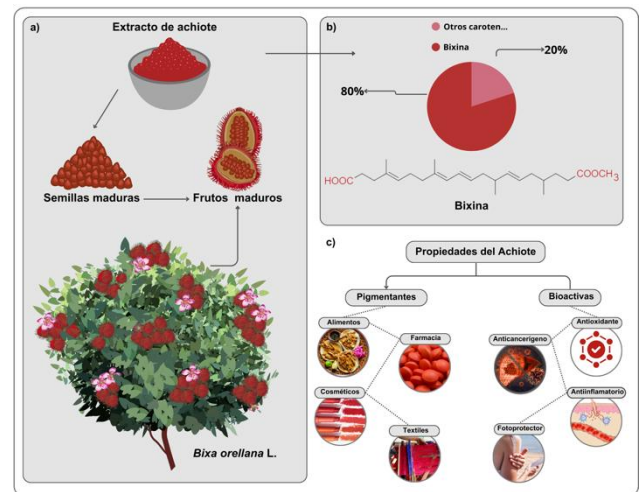 a)
Extracto de achiote
Semillas maduras
Frutos maduros
Bixa orellana L.
b)
Otros caroten...
Bixina
20%
80%
HOOC
COOCH3
Bixina
c)
Propiedades del Achiote
Pigmentantes
Bioactivas
Alimentos
Farmacia
Cosméticos
Textiles
Antioxidante
Anticancerígeno
Antiinflamatorio
Fotoprotector